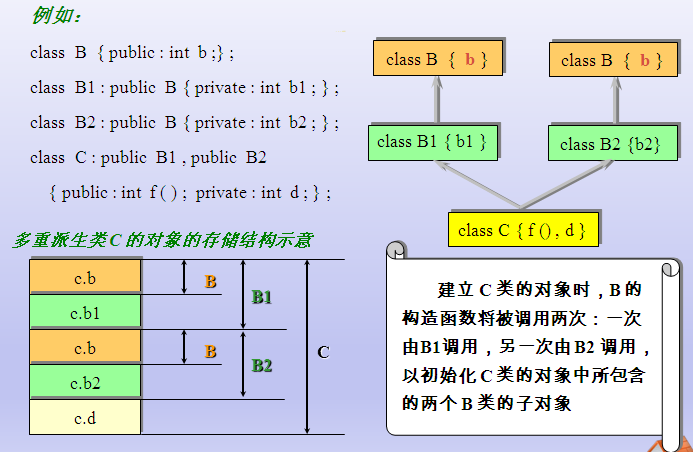 例如：
class B { public : int b ;} ;
class B1 : public B { private : int b1 ; } ;
class B2 : public B { private : int b2 ; } ;
class C : public B1 , public B2
{ public : int f ( ) ; private : int d ; } ;
class B { b }
class B { b }
class B1 { b1 }
class B2 {b2}
class C { f () , d }
多重派生类 C 的对象的存储结构示意
c.b
c.b1
c.b
c.b2
c.d
B
B1
B
B2
C
建立 C 类的对象时，B 的
构造函数将被调用两次：一次
由B1调用，另一次由B2 调用，
以初始化 C 类的对象中所包含
的两个 B 类的子对象